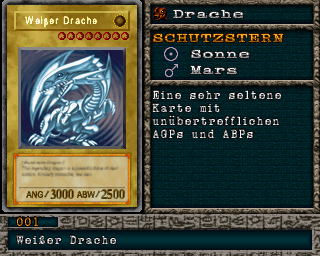 Weißer Drache
ANG/3000 ABW/2500
Drache
SCHUTZSTERN
Sonne
Mars
Eine sehr seltene
Karte mit
unübertrefflichen
AGPs und ABPs
001
Weißer Drache